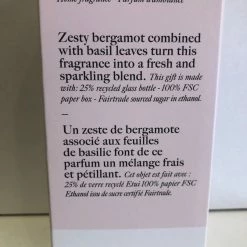 Home fragrance - Parfum d'ambiance
Zesty bergamot combined
with basil leaves turn this
fragrance into a fresh and
sparkling blend. This gift is made
with: 25% recycled glass bottle - 100% FSC
paper box - Fairtrade sourced sugar in ethanol.
Un zeste de bergamote
associé aux feuilles
de basilic font de ce
parfum un mélange frais
et pétillant. Cet objet est fait avec :
25% de verre recyclé Etui 100% papier FSC
Ethanol issu de sucre certifié Fairtrade.